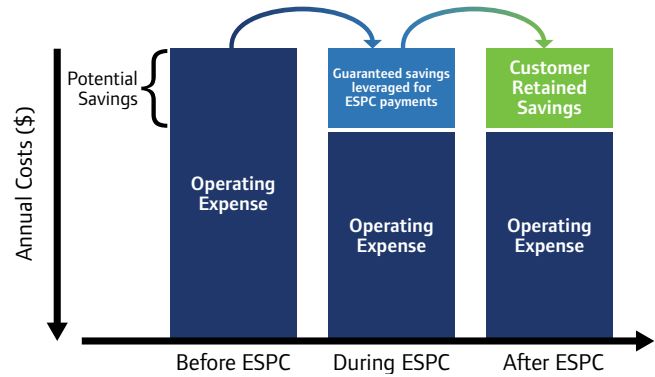 Annual Costs ($)
Potential
Savings
Operating
Expense
Guaranteed savings
leveraged for
ESPC payments
Operating
Expense
Customer
Retained
Savings
Operating
Expense
Before ESPC
During ESPC
After ESPC